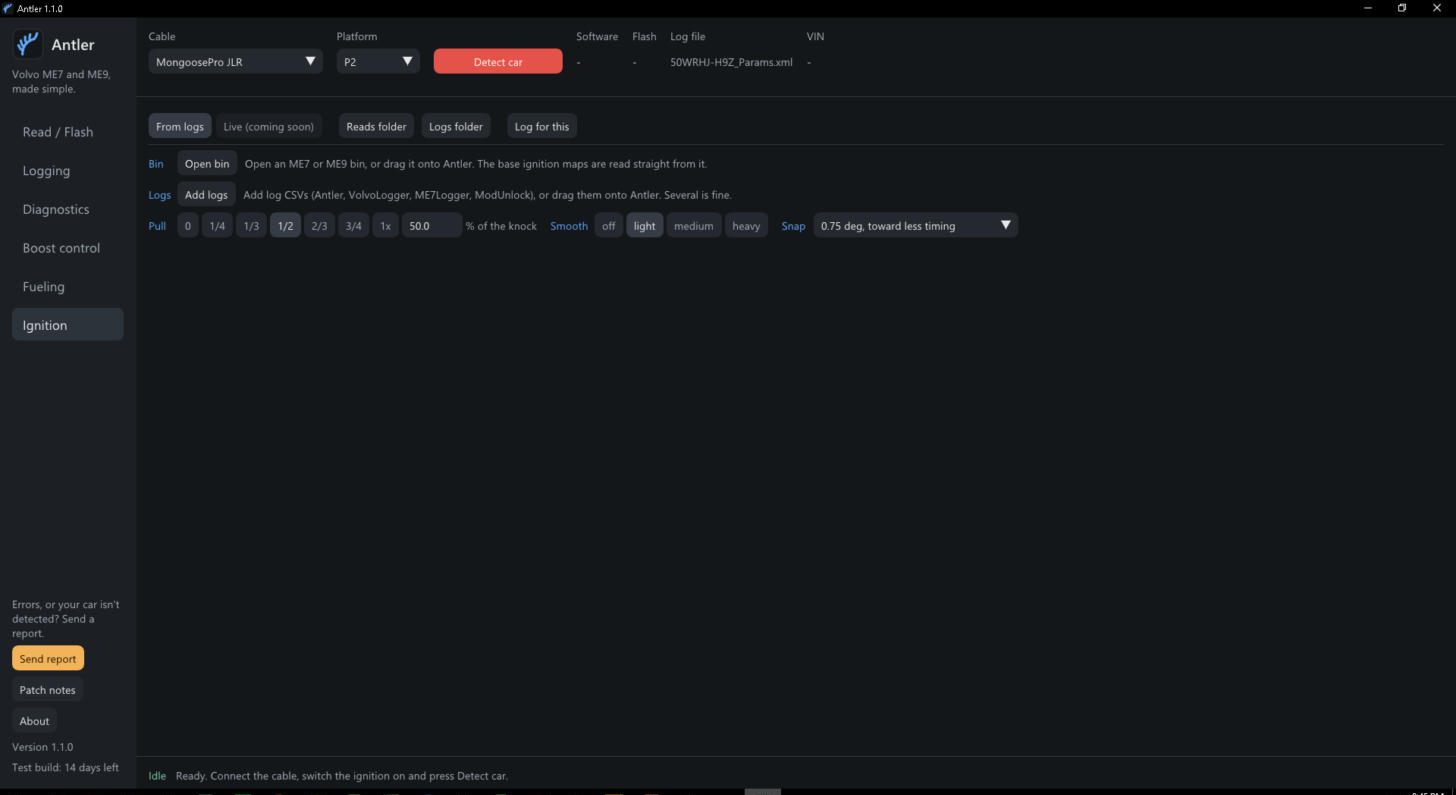 Antler 1.1.0
Antler
Volvo ME7 and ME9,
made simple.
Read / Flash
Logging
Diagnostics
Boost control
Fueling
Ignition
Errors, or your car isn't
detected? Send a
report.
Send report
Patch notes
About
Version 1.1.0
Test build: 14 days left
Cable Platform Software Flash Log file VIN
MongoosePro JLR P2 Detect car - - 50WRHJ-H9Z_Params.xml -
From logs Live (coming soon) Reads folder Logs folder Log for this
Bin Open bin Open an ME7 or ME9 bin, or drag it onto Antler. The base ignition maps are read straight from it.
Logs Add logs Add log CSVs (Antler, VolvoLogger, ME7Logger, ModUnlock), or drag them onto Antler. Several is fine.
Pull 0 1/4 1/3 1/2 2/3 3/4 1x 50.0 % of the knock Smooth off light medium heavy Snap 0.75 deg, toward less timing
Idle Ready. Connect the cable, switch the ignition on and press Detect car.